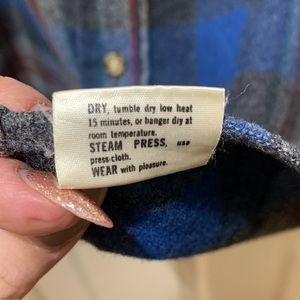 DRY, tumble dry low heat
15 minutes, or hanger dry at
room temperature.
STEAM PRESS, use
press cloth.
WEAR with pleasure.